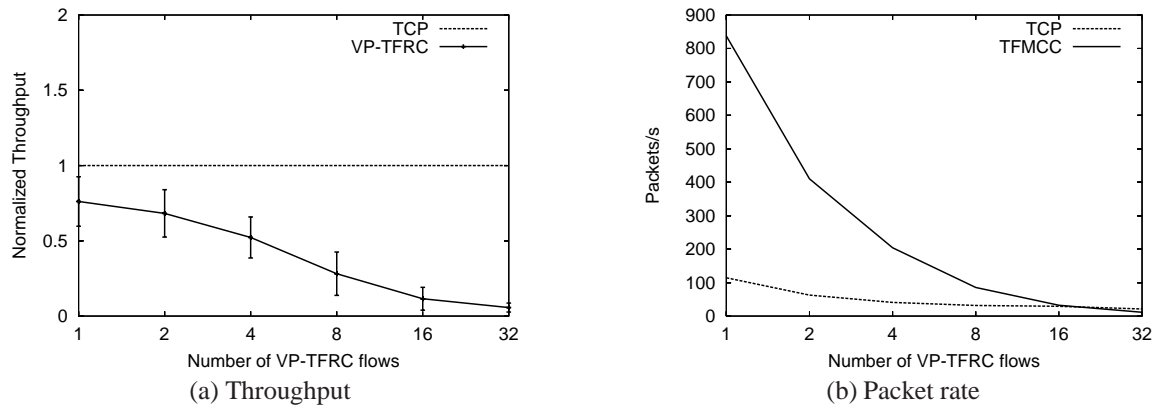 2
1.5
1
0.5
0
Normalized Throughput
TCP
VP-TFRC
1 2 4 8 16 32
Number of VP-TFRC flows
(a) Throughput
900
800
700
600
500
400
300
200
100
0
Packets/s
TCP
TFMCC
1 2 4 8 16 32
Number of VP-TFRC flows
(b) Packet rate